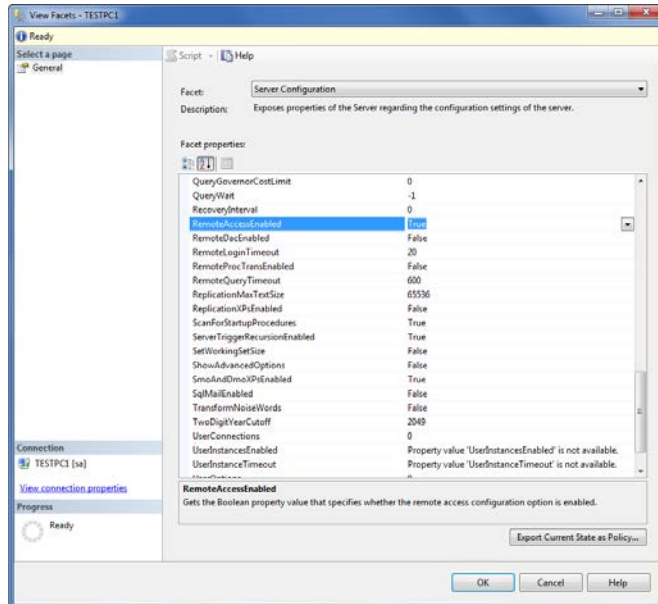 View Facets - TESTPC1
Ready
Select a page
General
Script Help
Facet: Server Configuration
Description: Exposes properties of the Server regarding the configuration settings of the server.
Facet properties:
QueryGovernorCostLimit 0
QueryWait -1
RecoveryInterval 0
RemoteAccessEnabled True
RemoteDacEnabled False
RemoteLoginTimeout 20
RemoteProcTransEnabled False
RemoteQueryTimeout 600
ReplicationMaxTextSize 65536
ReplicationXPsEnabled False
ScanForStartupProcedures True
ServerTriggerRecursionEnabled True
SetWorkingSetSize False
ShowAdvancedOptions False
SmoAndDmoXPsEnabled True
SqlMailEnabled False
TransformNoiseWords False
TwoDigitYearCutoff 2049
UserConnections 0
UserInstancesEnabled Property value 'UserInstancesEnabled' is not available.
UserInstanceTimeout Property value 'UserInstanceTimeout' is not available.
Connection
TESTPC1 [sa]
View connection properties
Progress
Ready
RemoteAccessEnabled
Gets the Boolean property value that specifies whether the remote access configuration option is enabled.
Export Current State as Policy...
OK Cancel Help